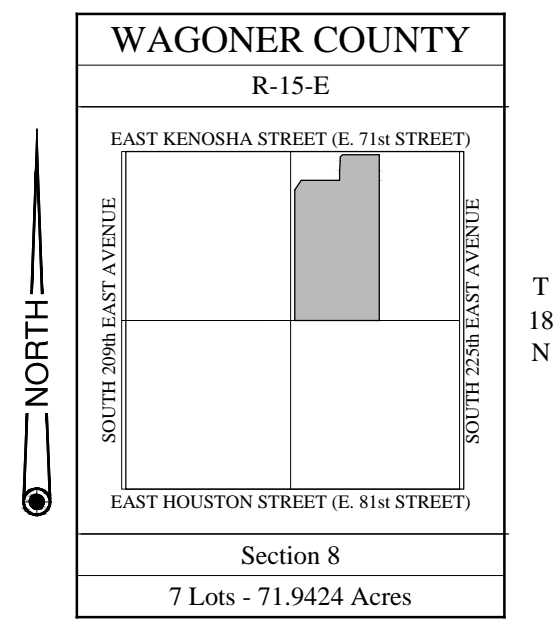 WAGONER COUNTY
R-15-E
EAST KENOSHA STREET (E. 71st STREET)
SOUTH 209th EAST AVENUE
SOUTH 225th EAST AVENUE
NORTH
T
18
N
EAST HOUSTON STREET (E. 81st STREET)
Section 8
7 Lots - 71.9424 Acres